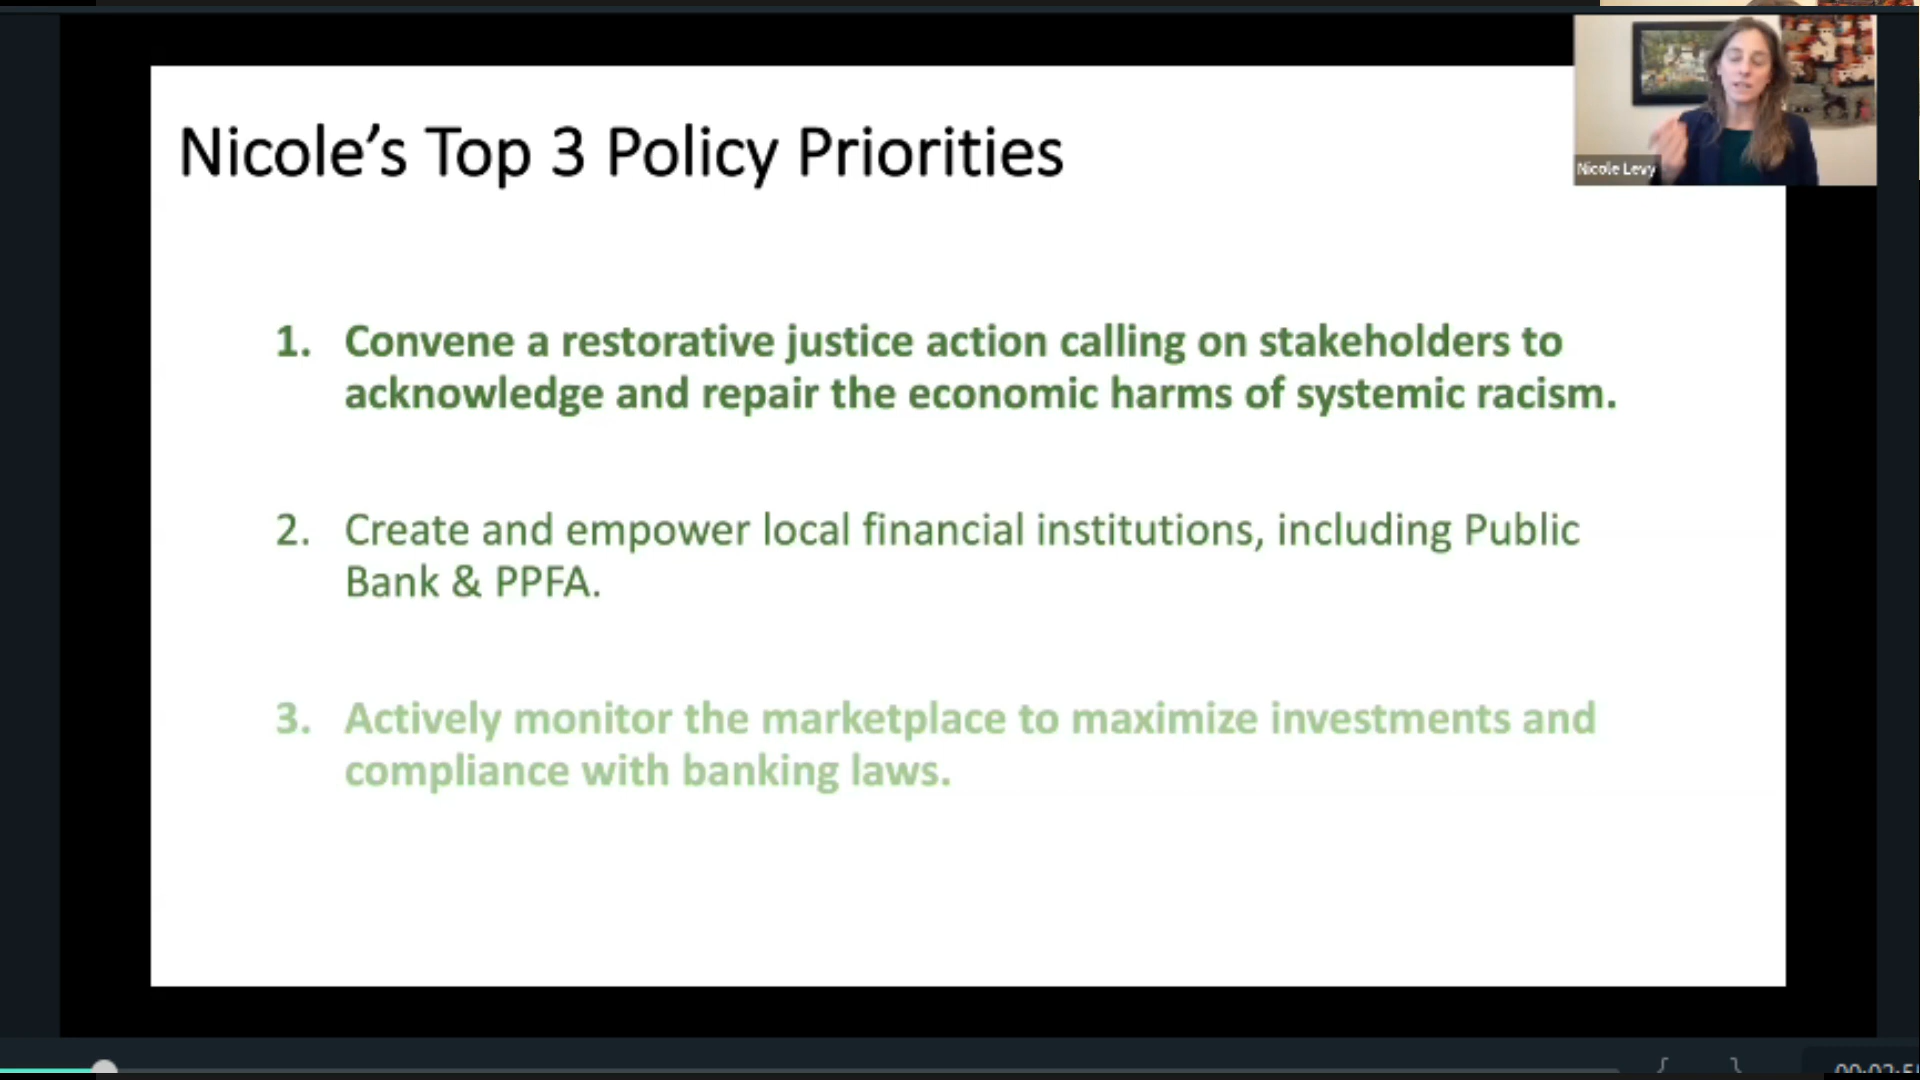 Nicole's Top 3 Policy Priorities
Nicole Levy
1. Convene a restorative justice action calling on stakeholders to
acknowledge and repair the economic harms of systemic racism.
2. Create and empower local financial institutions, including Public
Bank & PPFA.
3. Actively monitor the marketplace to maximize investments and
compliance with banking laws.
{ }